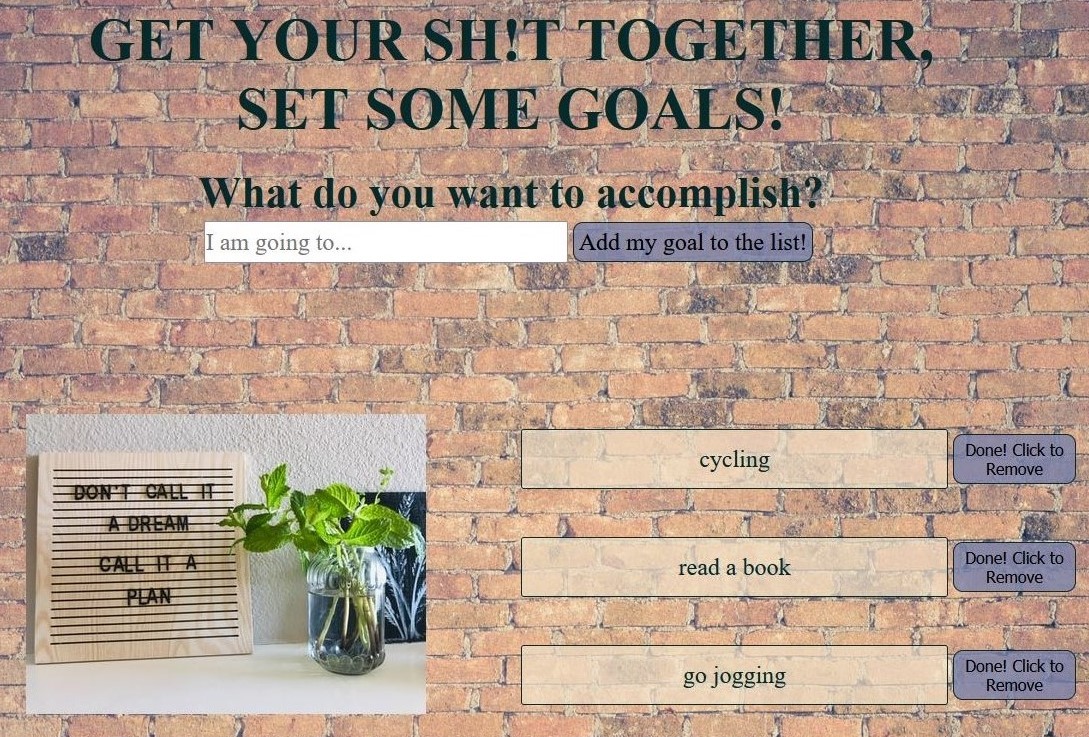 GET YOUR SH!T TOGETHER,
SET SOME GOALS!
What do you want to accomplish?
I am going to...
Add my goal to the list!
DON'T CALL IT
A DREAM
CALL IT A
PLAN
cycling
Done! Click to
Remove
read a book
Done! Click to
Remove
go jogging
Done! Click to
Remove